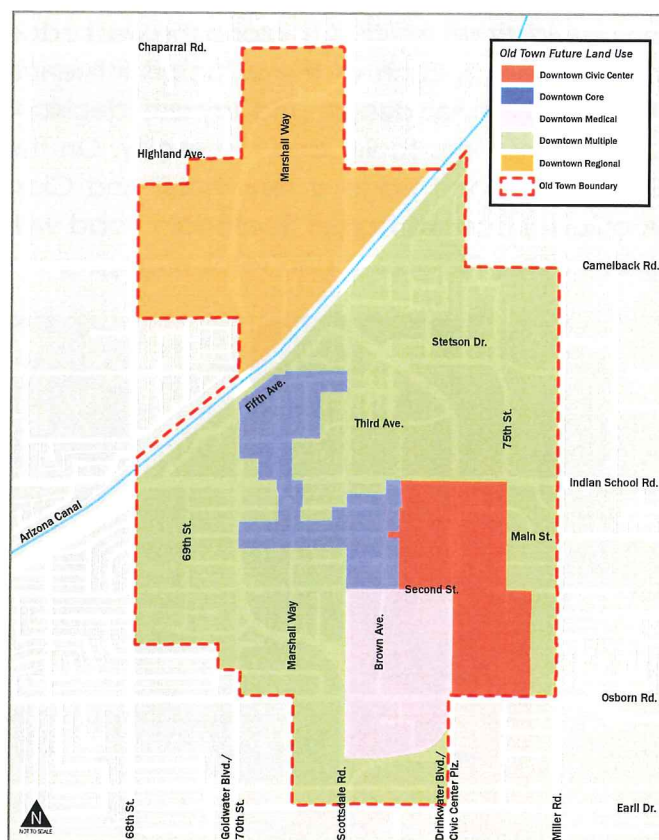 Chaparral Rd.
Old Town Future Land Use
Downtown Civic Center
Downtown Core
Downtown Medical
Downtown Multiple
Downtown Regional
Old Town Boundary
Highland Ave.
Marshall Way
Camelback Rd.
Stetson Dr.
Fifth Ave.
Third Ave.
75th St.
Indian School Rd.
Arizona Canal
69th St.
Main St.
Second St.
Marshall Way
Brown Ave.
Osborn Rd.
68th St.
Goldwater Blvd./
70th St.
Scottsdale Rd.
Drinkwater Blvd./
Civic Center Plz.
Miller Rd.
Earll Dr.
N
NOT TO SCALE